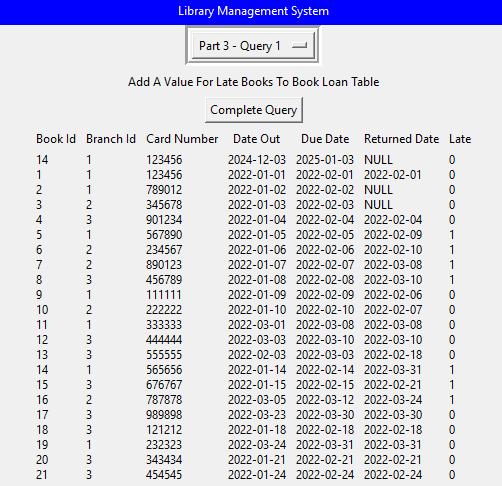 Library Management System
Part 3 - Query 1
Add A Value For Late Books To Book Loan Table
Complete Query
Book Id Branch Id Card Number Date Out Due Date Returned Date Late
14 1 123456 2024-12-03 2025-01-03 NULL 0
1 1 123456 2022-01-01 2022-02-01 2022-02-01 0
2 1 789012 2022-01-02 2022-02-02 NULL 0
3 2 345678 2022-01-03 2022-02-03 NULL 0
4 3 901234 2022-01-04 2022-02-04 2022-02-04 0
5 1 567890 2022-01-05 2022-02-05 2022-02-09 1
6 2 234567 2022-01-06 2022-02-06 2022-02-10 1
7 2 890123 2022-01-07 2022-02-07 2022-03-08 1
8 3 456789 2022-01-08 2022-02-08 2022-03-10 1
9 1 111111 2022-01-09 2022-02-09 2022-02-06 0
10 2 222222 2022-01-10 2022-02-10 2022-02-07 0
11 1 333333 2022-03-01 2022-03-08 2022-03-08 0
12 3 444444 2022-03-03 2022-03-10 2022-03-10 0
13 3 555555 2022-02-03 2022-03-03 2022-02-18 0
14 1 565656 2022-01-14 2022-02-14 2022-03-31 1
15 3 676767 2022-01-15 2022-02-15 2022-02-21 1
16 2 787878 2022-03-05 2022-03-12 2022-03-24 1
17 3 989898 2022-03-23 2022-03-30 2022-03-30 0
18 3 121212 2022-01-18 2022-02-18 2022-02-18 0
19 1 232323 2022-03-24 2022-03-31 2022-03-31 0
20 3 343434 2022-01-21 2022-02-21 2022-02-21 0
21 3 454545 2022-01-24 2022-02-24 2022-02-24 0